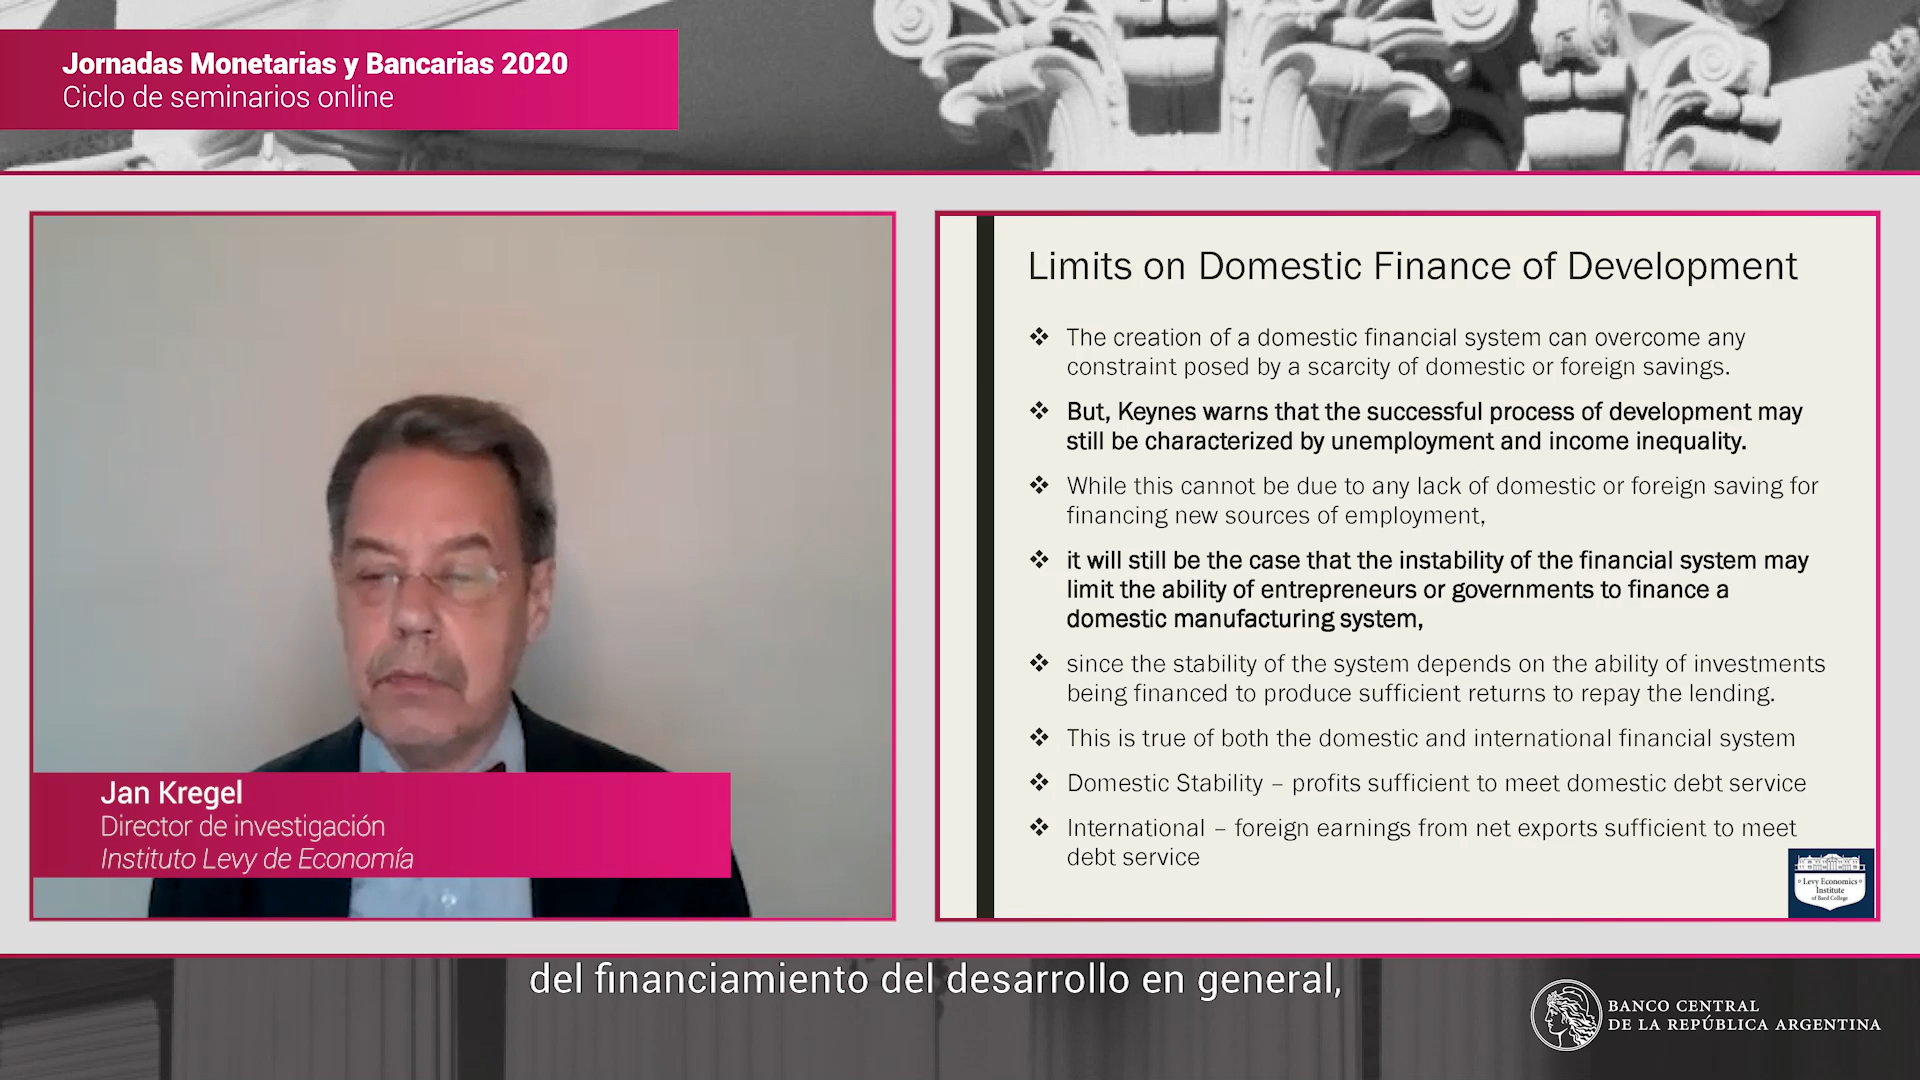 Jornadas Monetarias y Bancarias 2020
Ciclo de seminarios online
Limits on Domestic Finance of Development
❖ The creation of a domestic financial system can overcome any
constraint posed by a scarcity of domestic or foreign savings.
❖ But, Keynes warns that the successful process of development may
still be characterized by unemployment and income inequality.
❖ While this cannot be due to any lack of domestic or foreign saving for
financing new sources of employment,
❖ it will still be the case that the instability of the financial system may
limit the ability of entrepreneurs or governments to finance a
domestic manufacturing system,
❖ since the stability of the system depends on the ability of investments
being financed to produce sufficient returns to repay the lending.
❖ This is true of both the domestic and international financial system
❖ Domestic Stability – profits sufficient to meet domestic debt service
❖ International – foreign earnings from net exports sufficient to meet
debt service
Levy Economics
Institute
of Bard College
Jan Kregel
Director de investigación
Instituto Levy de Economía
del financiamiento del desarrollo en general,
BANCO CENTRAL
DE LA REPÚBLICA ARGENTINA